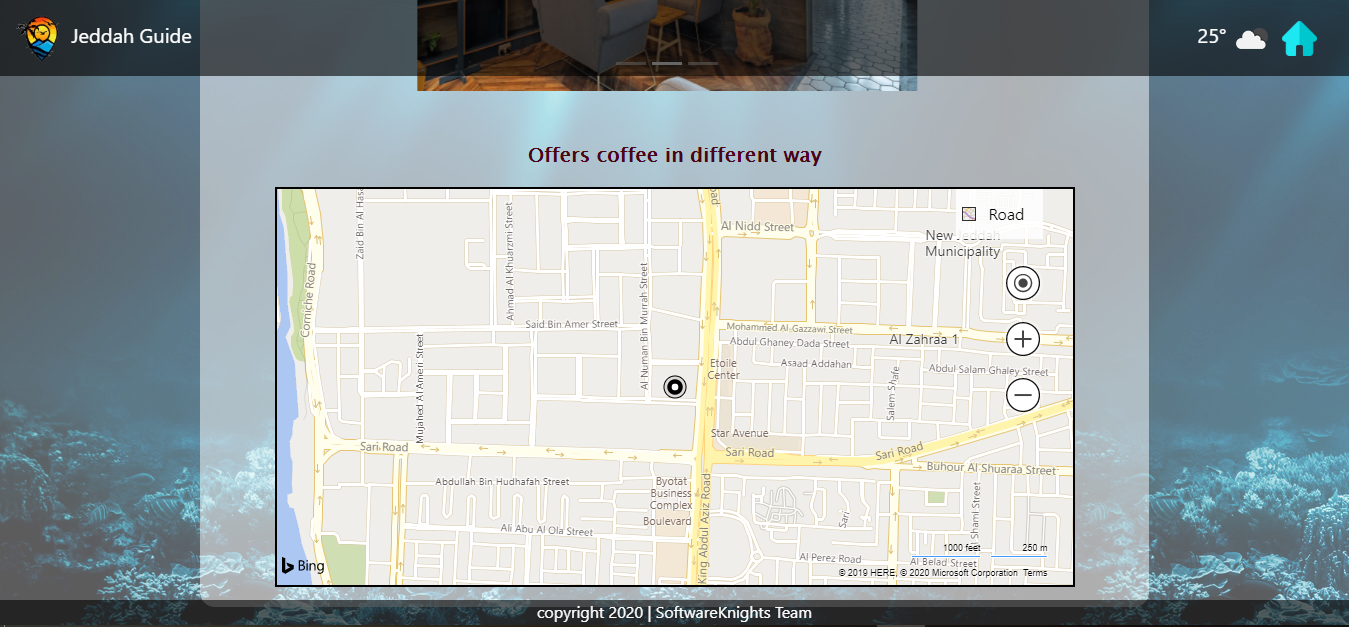 Jeddah Guide
25°
Offers coffee in different way
Road
Al Nidd Street
New Jeddah
Municipality
Zaid Bin Al Has
Ahmad Al Khuarzmi Street
Corniche Road
Said Bin Amer Street
Al Numan Bin Murrah Street
Mohammed Al Gazzawi Street
Abdul Ghaney Dada Street
Al Zahraa 1
Etoile
Center
Asaad Addahan
Abdul Salam Ghaley Street
Mujahed Al Ameri Street
Salem Shafe
Star Avenue
Sari Road
Sari Road
Sari Road
Buhour Al Shuaraa Street
Abdullah Bin Hudhafah Street
Byotat
Business
Complex
Boulevard
King Abdul Aziz Road
Ali Abu Al Ola Street
Sari
Al Shaml Street
Al Perez Road
Al Belad Street
1000 feet
250 m
Bing
© 2019 HERE, © 2020 Microsoft Corporation Terms
copyright 2020 | SoftwareKnights Team